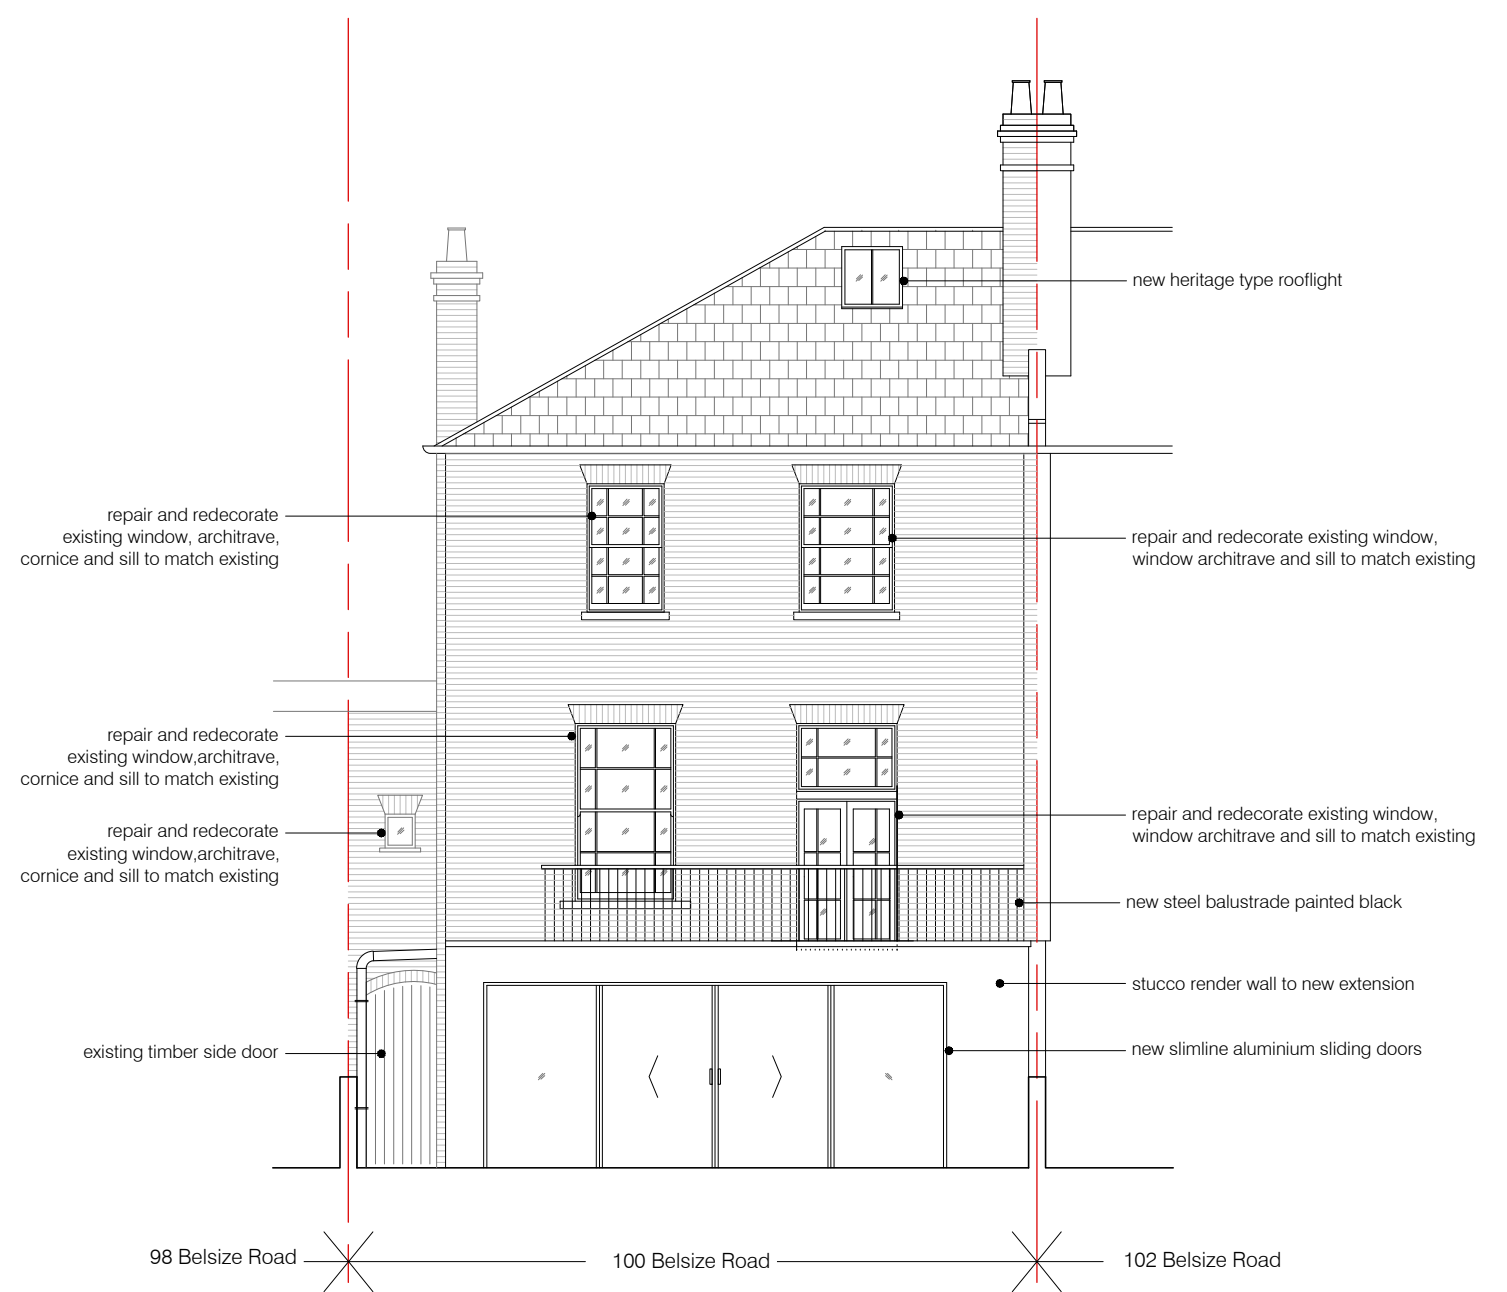 new heritage type rooflight
repair and redecorate
existing window, architrave,
cornice and sill to match existing
repair and redecorate existing window,
window architrave and sill to match existing
repair and redecorate
existing window,architrave,
cornice and sill to match existing
repair and redecorate
existing window,architrave,
cornice and sill to match existing
repair and redecorate existing window,
window architrave and sill to match existing
new steel balustrade painted black
stucco render wall to new extension
existing timber side door
new slimline aluminium sliding doors
98 Belsize Road
100 Belsize Road
102 Belsize Road